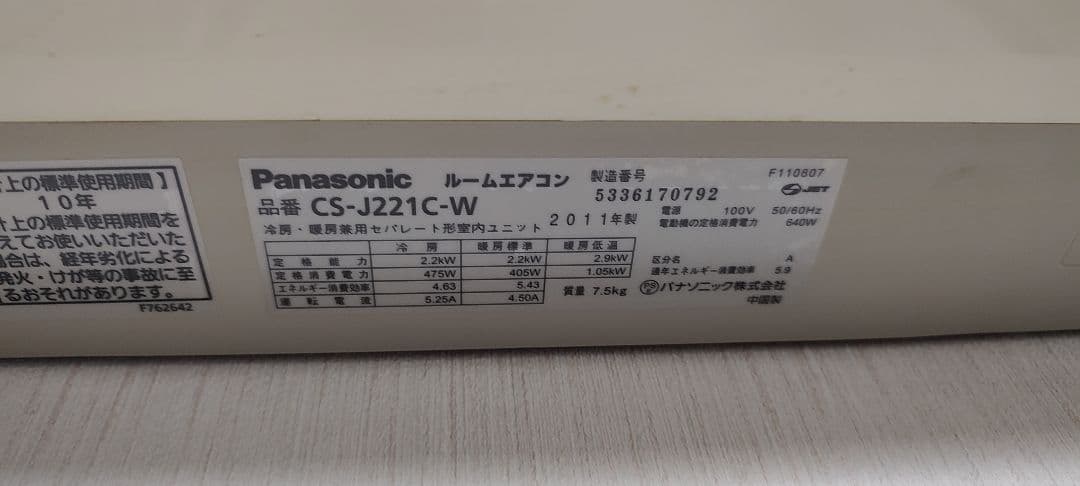 上の標準使用期間】
10年
上の標準使用期間を
えてお使いいただいた
合は、経年劣化による
発火・けが等の事故に至
るおそれがあります。
F762642
Panasonic ルームエアコン 製造番号 F110807
5336170792 JET
品番 CS-J221C-W 2011年製 電源 100V 50/60Hz
冷房・暖房兼用セパレート形室内ユニット 電動機の定格消費電力 640W
冷房 暖房標準 暖房低温
定格能力 2.2kW 2.2kW 2.9kW 区分名 A
定格消費電力 475W 405W 1.05kW 通年エネルギー消費効率 5.9
エネルギー消費効率 4.63 5.43
運転電流 5.25A 4.50A 質量 7.5kg PS E パナソニック株式会社
中国製